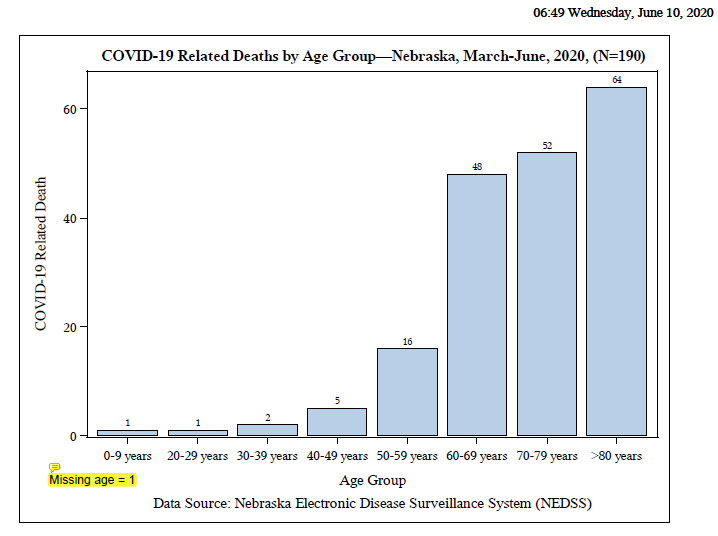 06:49 Wednesday, June 10, 2020
COVID-19 Related Deaths by Age Group—Nebraska, March-June, 2020, (N=190)
64
60
52
48
COVID-19 Related Death
40
20
16
5
2
1
1
0
0-9 years 20-29 years 30-39 years 40-49 years 50-59 years 60-69 years 70-79 years >80 years
Missing age = 1
Age Group
Data Source: Nebraska Electronic Disease Surveillance System (NEDSS)